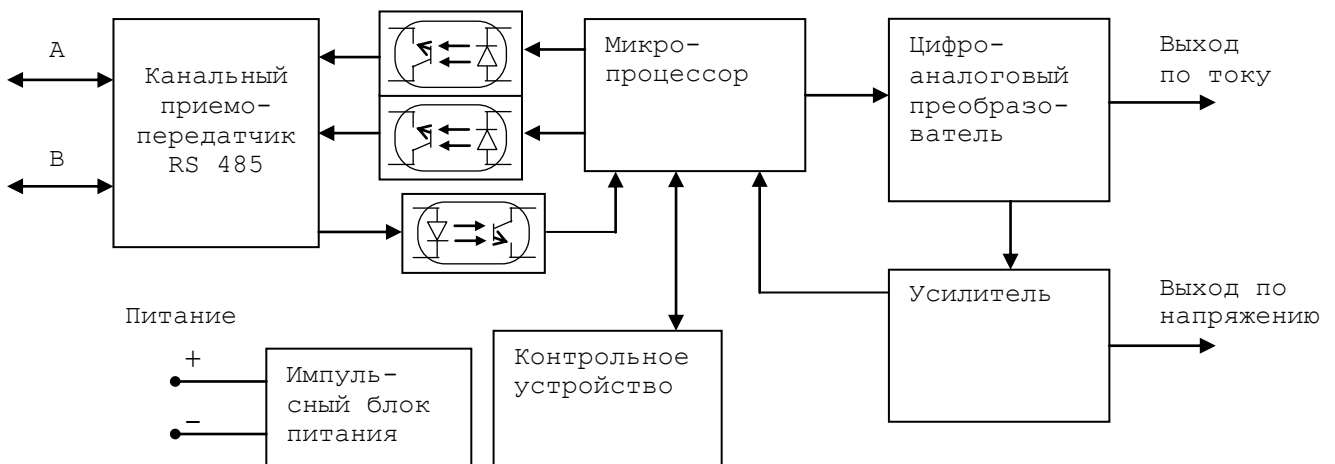 А
В
Канальный
приемо-
передатчик
RS 485
Микро-
процессор
Цифро-
аналоговый
преобразо-
ватель
Выход
по току
Усилитель
Выход по
напряжению
Питание
+
-
Импуль-
сный блок
питания
Контрольное
устройство